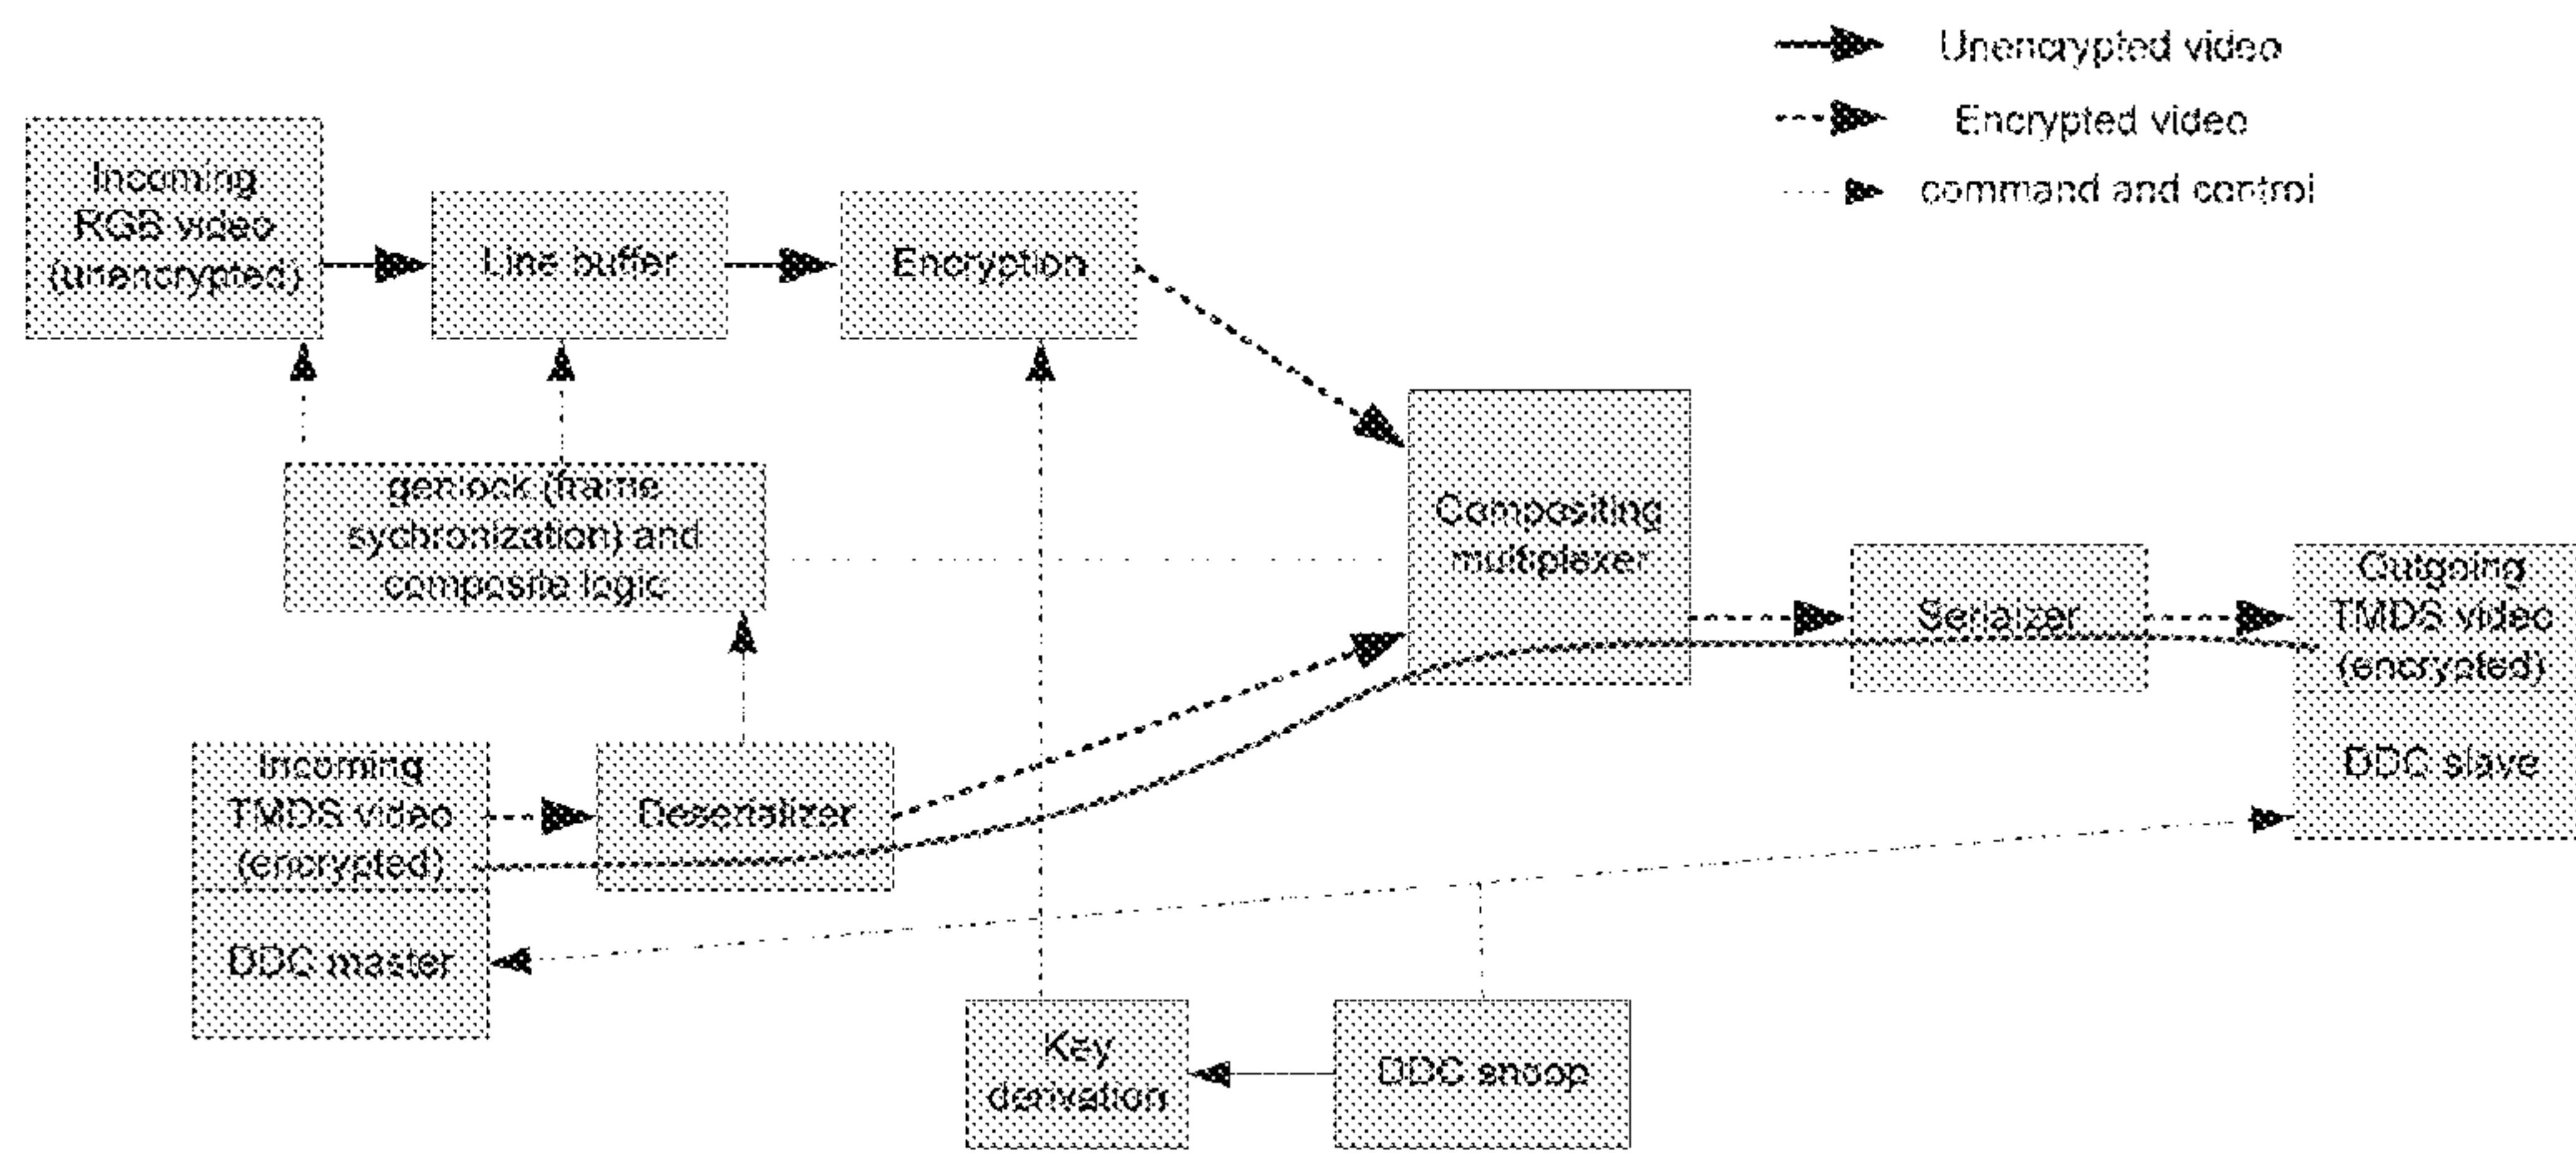 Unencrypted video
Encrypted video
command and control
Incoming
RGB video
(unencrypted)
Line buffer
Encryption
genlock (frame
sychronization) and
composite logic
Compositing
multiplexer
Serializer
Outgoing
TMDS video
(encrypted)
DDC slave
Incoming
TMDS video
(encrypted)
Deserializer
DDC master
Key
derivation
DDC snoop